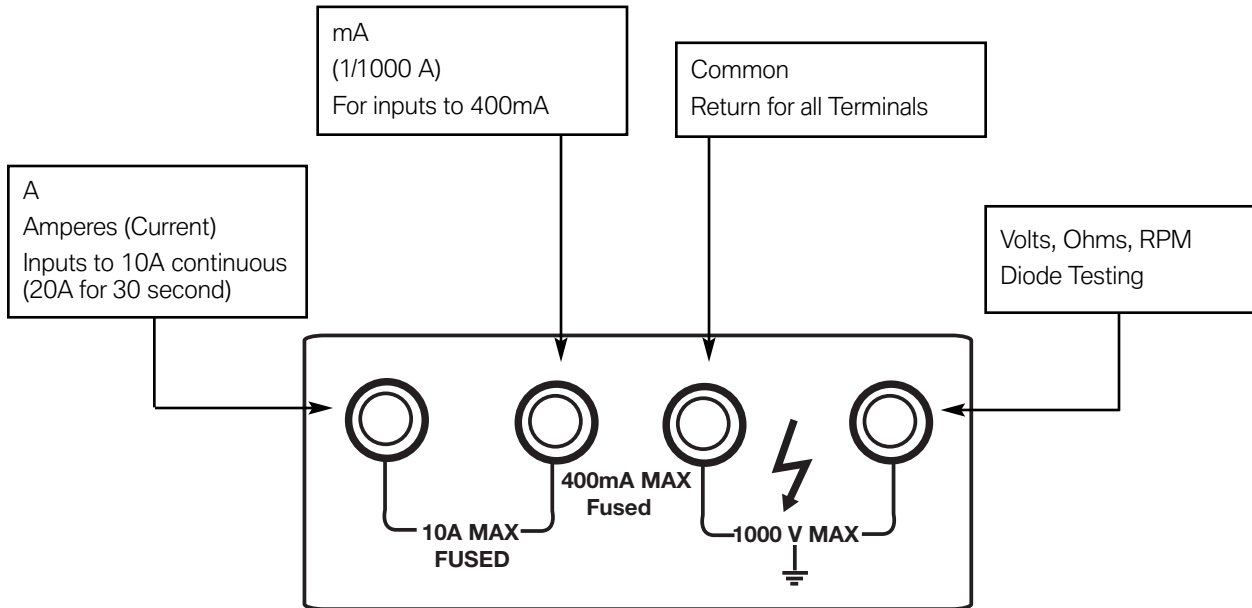 mA
(1/1000 A)
For inputs to 400mA
Common
Return for all Terminals
A
Amperes (Current)
Inputs to 10A continuous
(20A for 30 second)
Volts, Ohms, RPM
Diode Testing
400mA MAX
Fused
10A MAX
FUSED
1000 V MAX